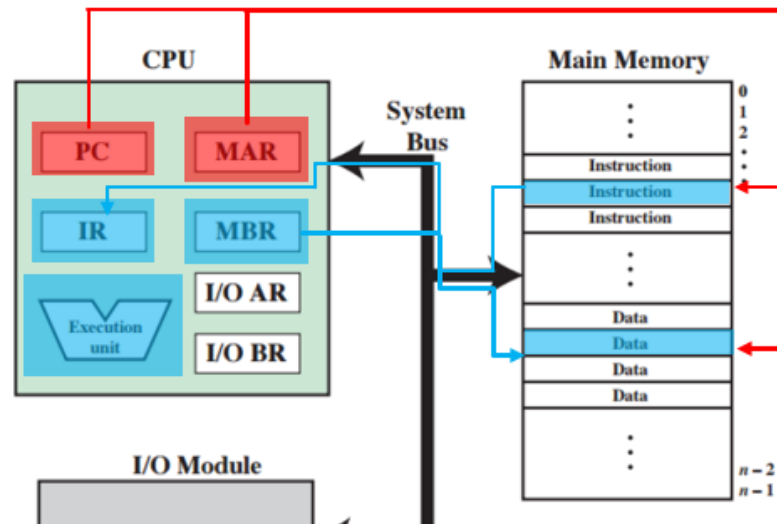 CPU
Main Memory
System
Bus
PC
MAR
IR
MBR
Execution
unit
I/O AR
I/O BR
0
1
2
Instruction
Instruction
Instruction
Data
Data
Data
Data
n – 2
n – 1
I/O Module